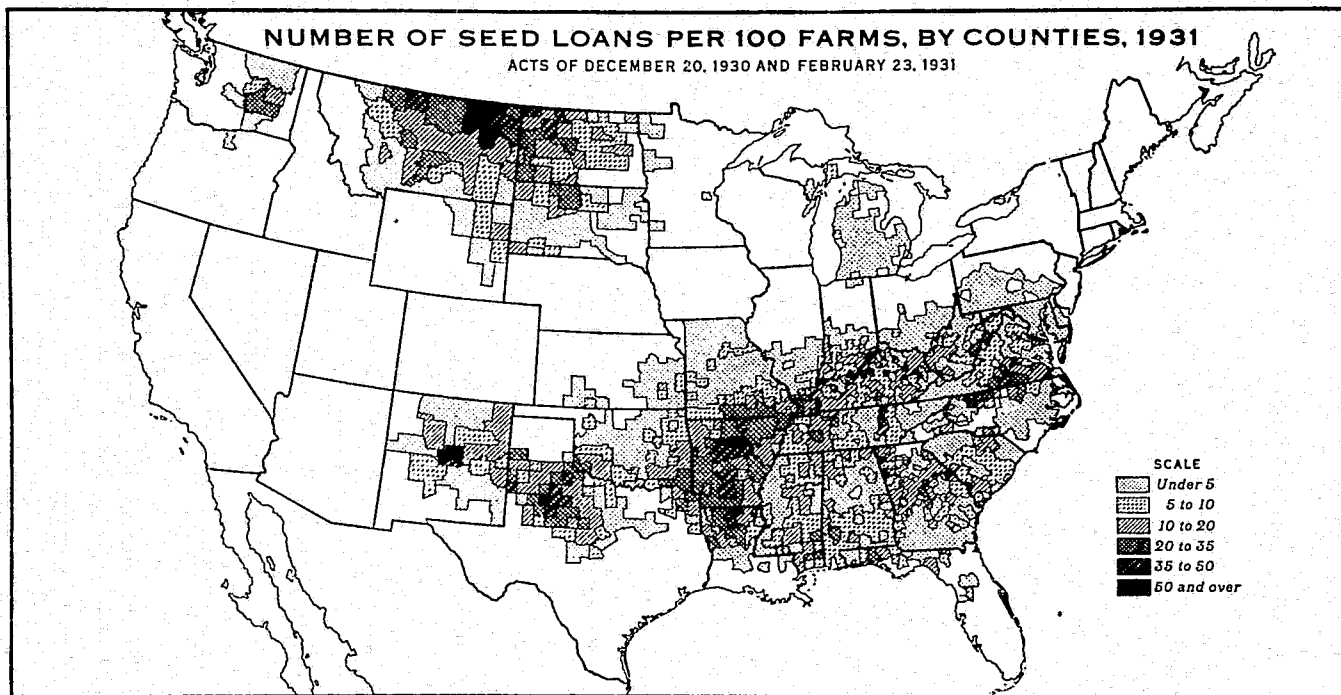 NUMBER OF SEED LOANS PER 100 FARMS, BY COUNTIES, 1931
ACTS OF DECEMBER 20, 1930 AND FEBRUARY 23, 1931
SCALE
Under 5
5 to 10
10 to 20
20 to 35
35 to 50
50 and over